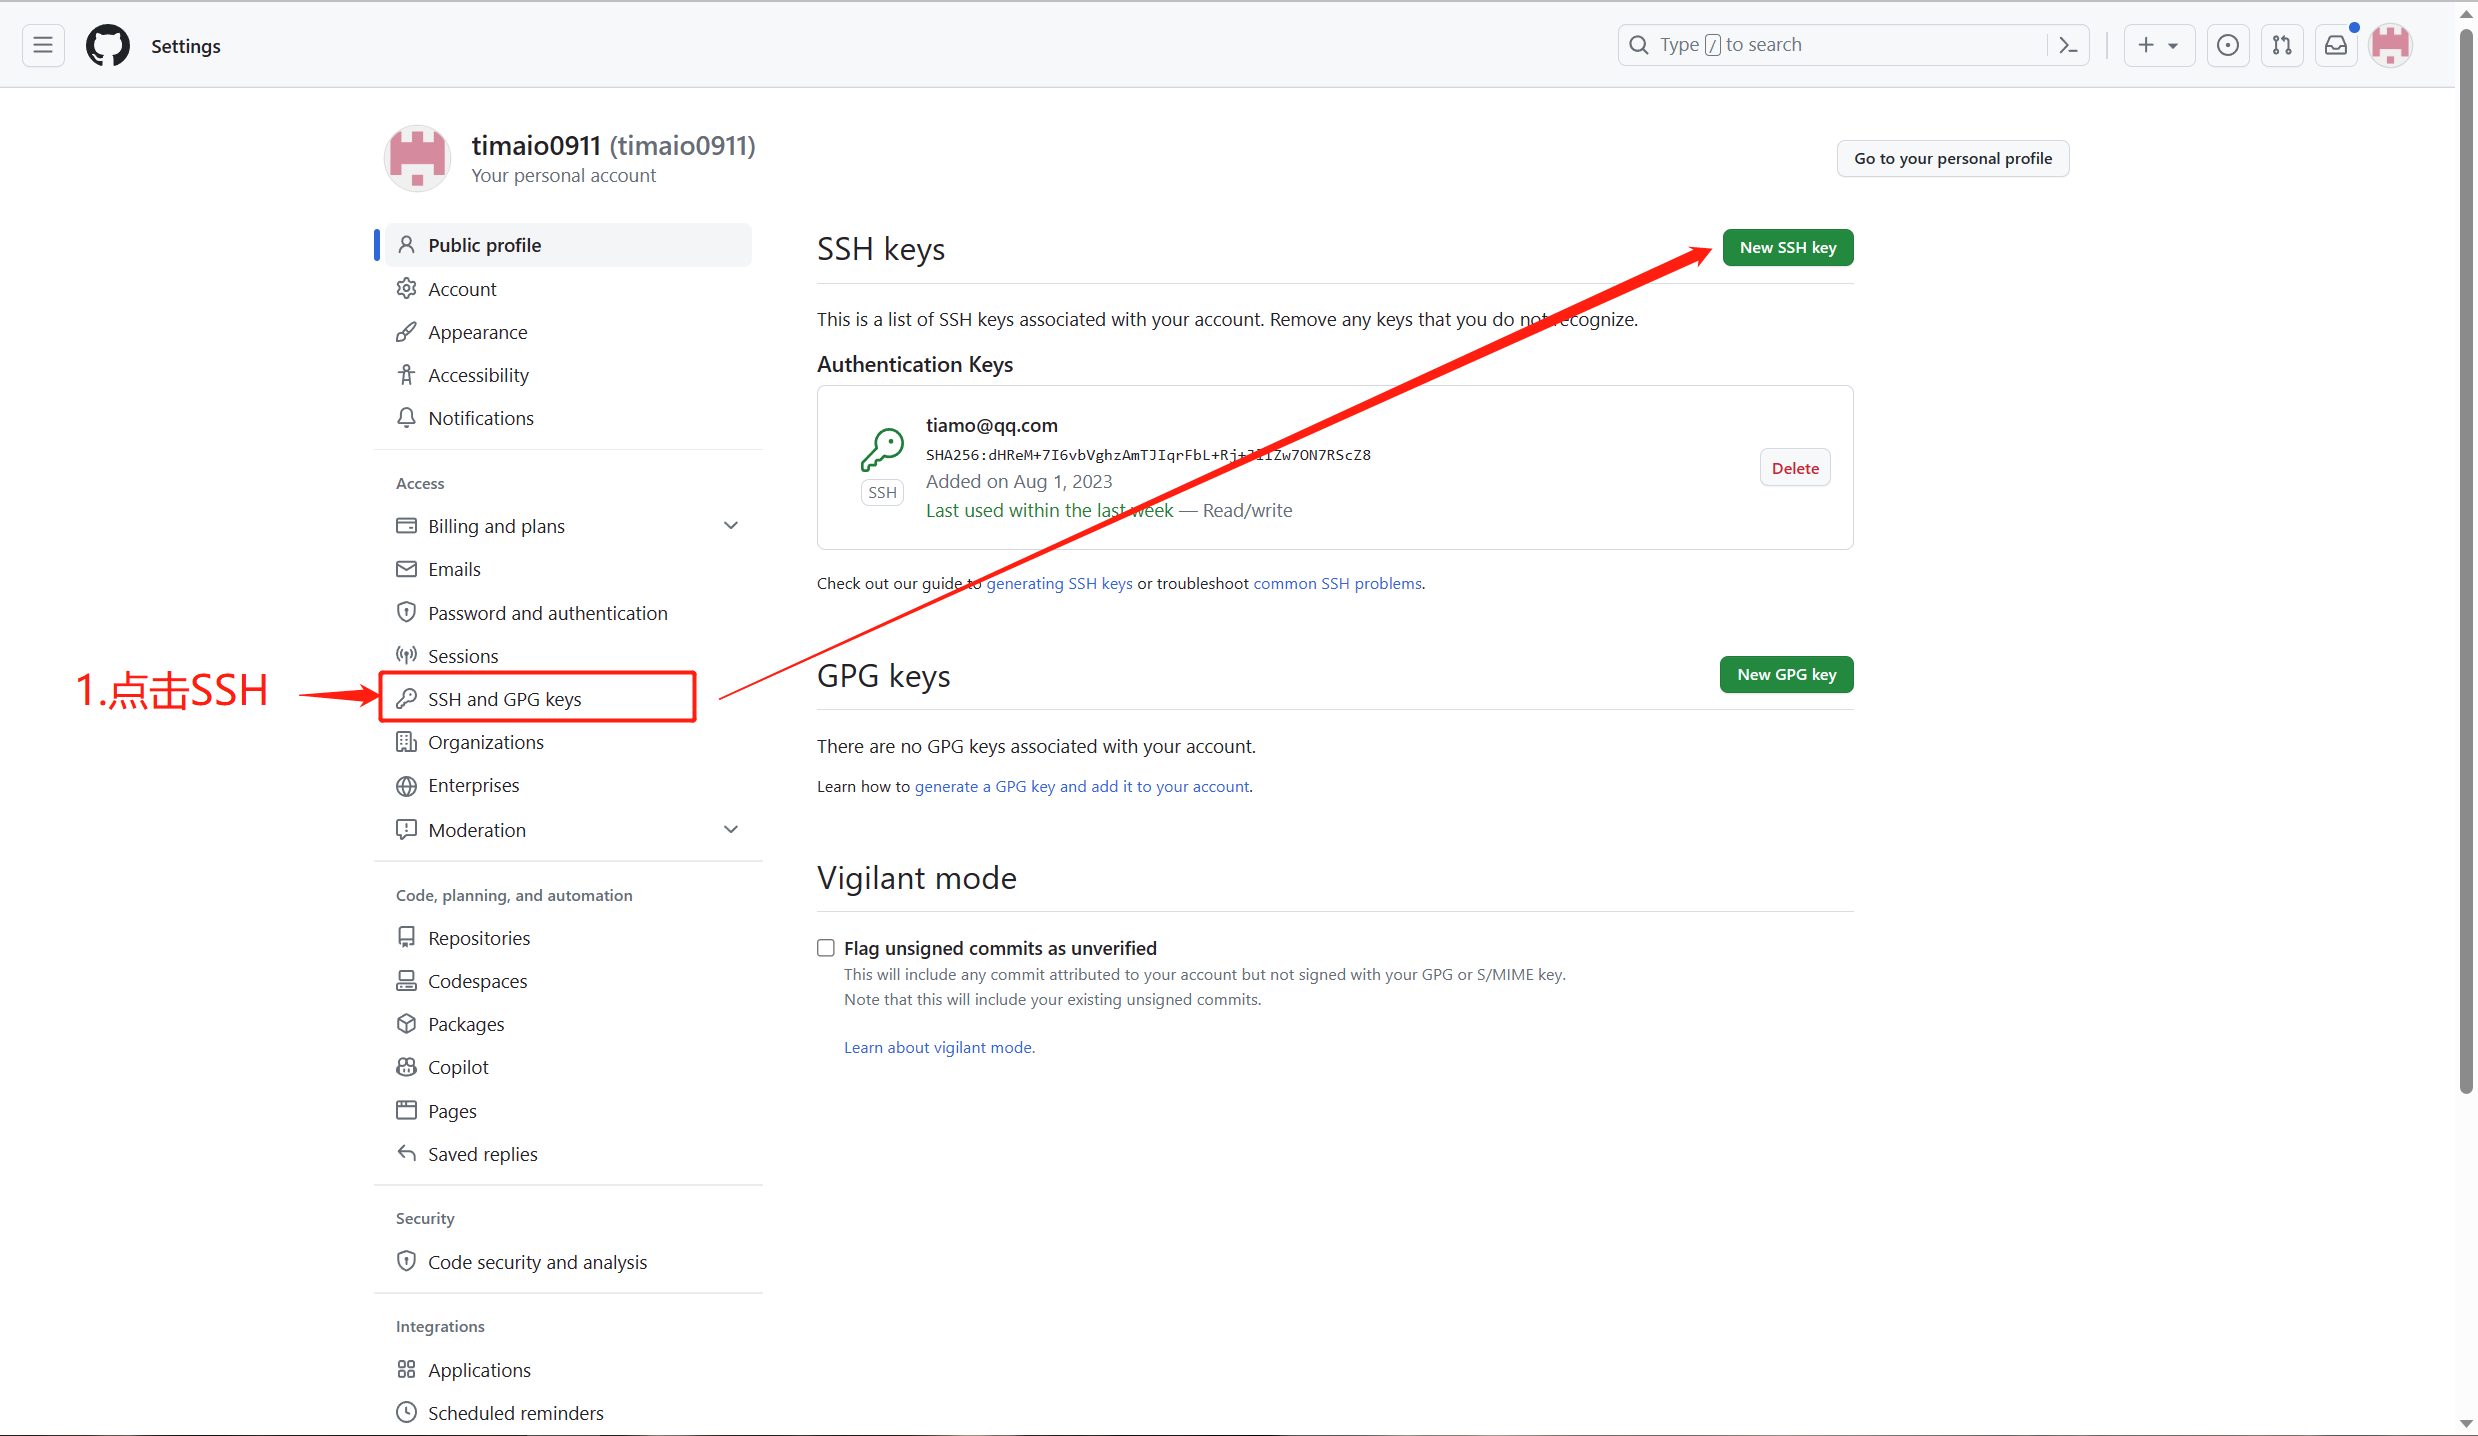 Settings
Type / to search
timaio0911 (timaio0911)
Your personal account
Go to your personal profile
Public profile
Account
Appearance
Accessibility
Notifications
Access
Billing and plans
Emails
Password and authentication
Sessions
1.点击SSH
SSH and GPG keys
Organizations
Enterprises
Moderation
Code, planning, and automation
Repositories
Codespaces
Packages
Copilot
Pages
Saved replies
Security
Code security and analysis
Integrations
Applications
Scheduled reminders
SSH keys
New SSH key
This is a list of SSH keys associated with your account. Remove any keys that you do not recognize.
Authentication Keys
tiamo@qq.com
SSH
Added on Aug 1, 2023
Last used within the last week — Read/write
Delete
Check out our guide to generating SSH keys or troubleshoot common SSH problems.
GPG keys
New GPG key
There are no GPG keys associated with your account.
Learn how to generate a GPG key and add it to your account.
Vigilant mode
Flag unsigned commits as unverified
This will include any commit attributed to your account but not signed with your GPG or S/MIME key.
Note that this will include your existing unsigned commits.
Learn about vigilant mode.